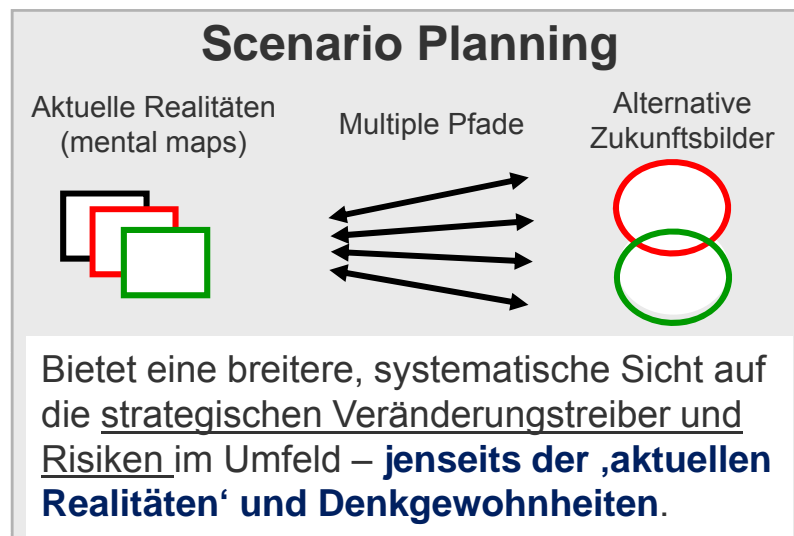 Scenario Planning
Aktuelle Realitäten
(mental maps)
Multiple Pfade
Alternative
Zukunftsbilder
Bietet eine breitere, systematische Sicht auf
die strategischen Veränderungstreiber und
Risiken im Umfeld – jenseits der ‚aktuellen
Realitäten‘ und Denkgewohnheiten.